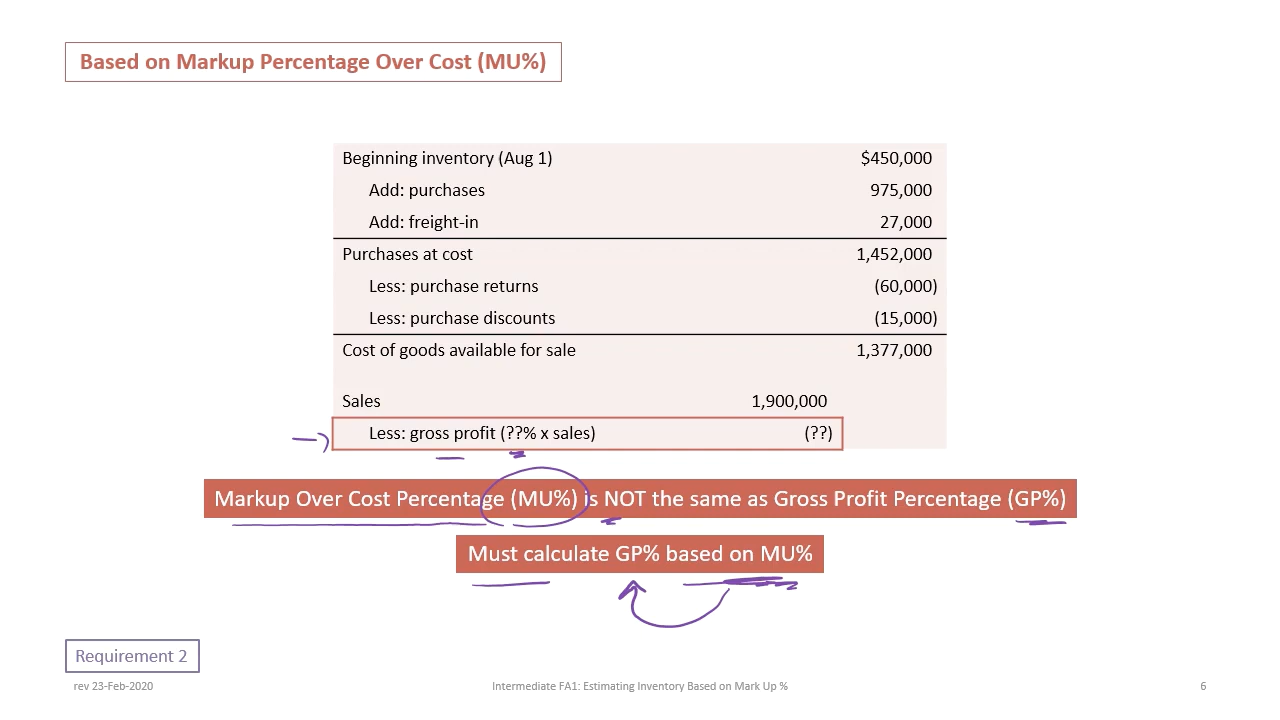 Based on Markup Percentage Over Cost (MU%)
Beginning inventory (Aug 1) $450,000
Add: purchases 975,000
Add: freight-in 27,000
Purchases at cost 1,452,000
Less: purchase returns (60,000)
Less: purchase discounts (15,000)
Cost of goods available for sale 1,377,000
Sales 1,900,000
Less: gross profit (??% x sales) (??)
Markup Over Cost Percentage (MU%) is NOT the same as Gross Profit Percentage (GP%)
Must calculate GP% based on MU%
Requirement 2
rev 23-Feb-2020 Intermediate FA1: Estimating Inventory Based on Mark Up % 6